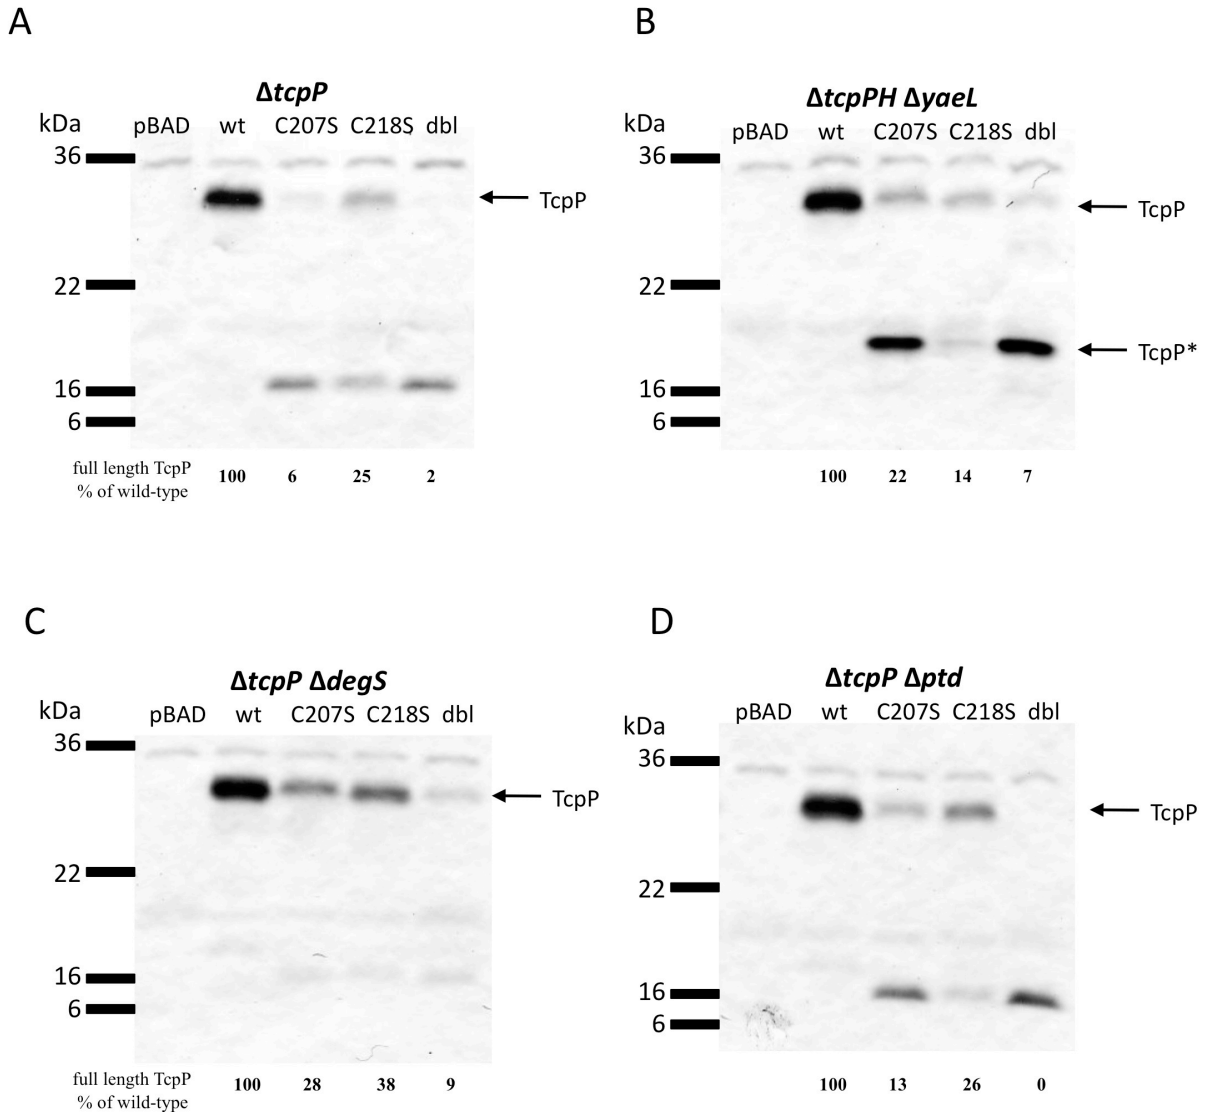 A
ΔtcpP
kDa
pBAD wt C207S C218S dbl
36
TcpP
22
16
6
full length TcpP
% of wild-type
100 6 25 2
B
ΔtcpPH ΔyaeL
kDa
pBAD wt C207S C218S dbl
36
TcpP
22
TcpP*
16
6
100 22 14 7
C
ΔtcpP ΔdegS
kDa
pBAD wt C207S C218S dbl
36
TcpP
22
16
6
full length TcpP
% of wild-type
100 28 38 9
D
ΔtcpP Δptd
pBAD wt C207S C218S dbl
kDa
36
TcpP
22
16
6
100 13 26 0